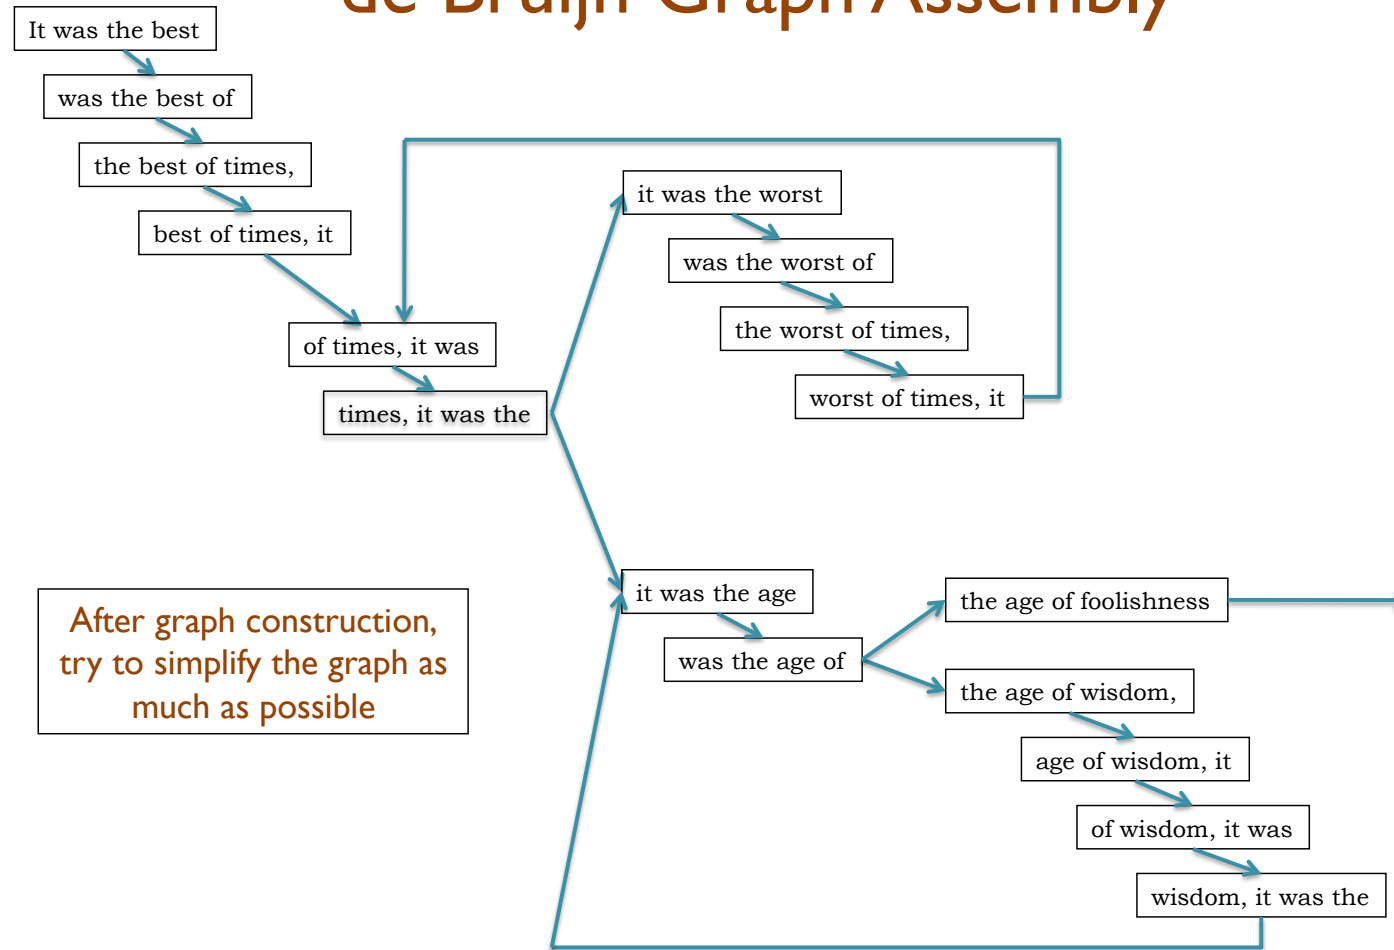 de Bruijn Graph Assembly
It was the best
was the best of
the best of times,
best of times, it
of times, it was
times, it was the
it was the worst
was the worst of
the worst of times,
worst of times, it
it was the age
was the age of
the age of foolishness
the age of wisdom,
age of wisdom, it
of wisdom, it was
wisdom, it was the
After graph construction,
try to simplify the graph as
much as possible